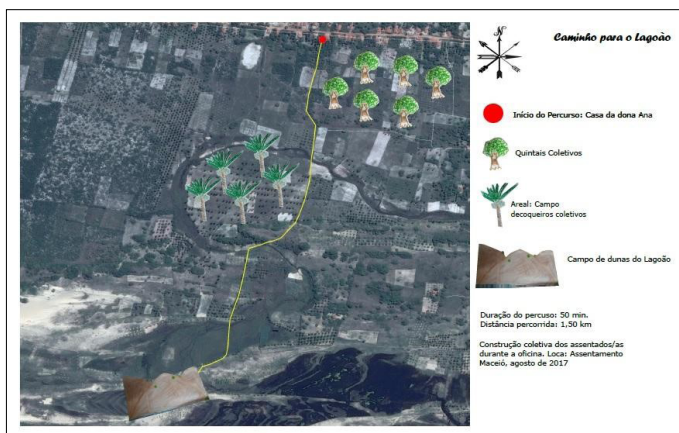 N
Caminho para o Lagoão
Início do Percurso: Casa da dona Ana
Quintais Coletivos
Areal: Campo
decoqueiros coletivos
Campo de dunas do Lagoão
Duração do percuso: 50 min.
Distância percorrida: 1,50 km
Construção coletiva dos assentados/as
durante a oficina. Loca: Assentamento
Maceió, agosto de 2017